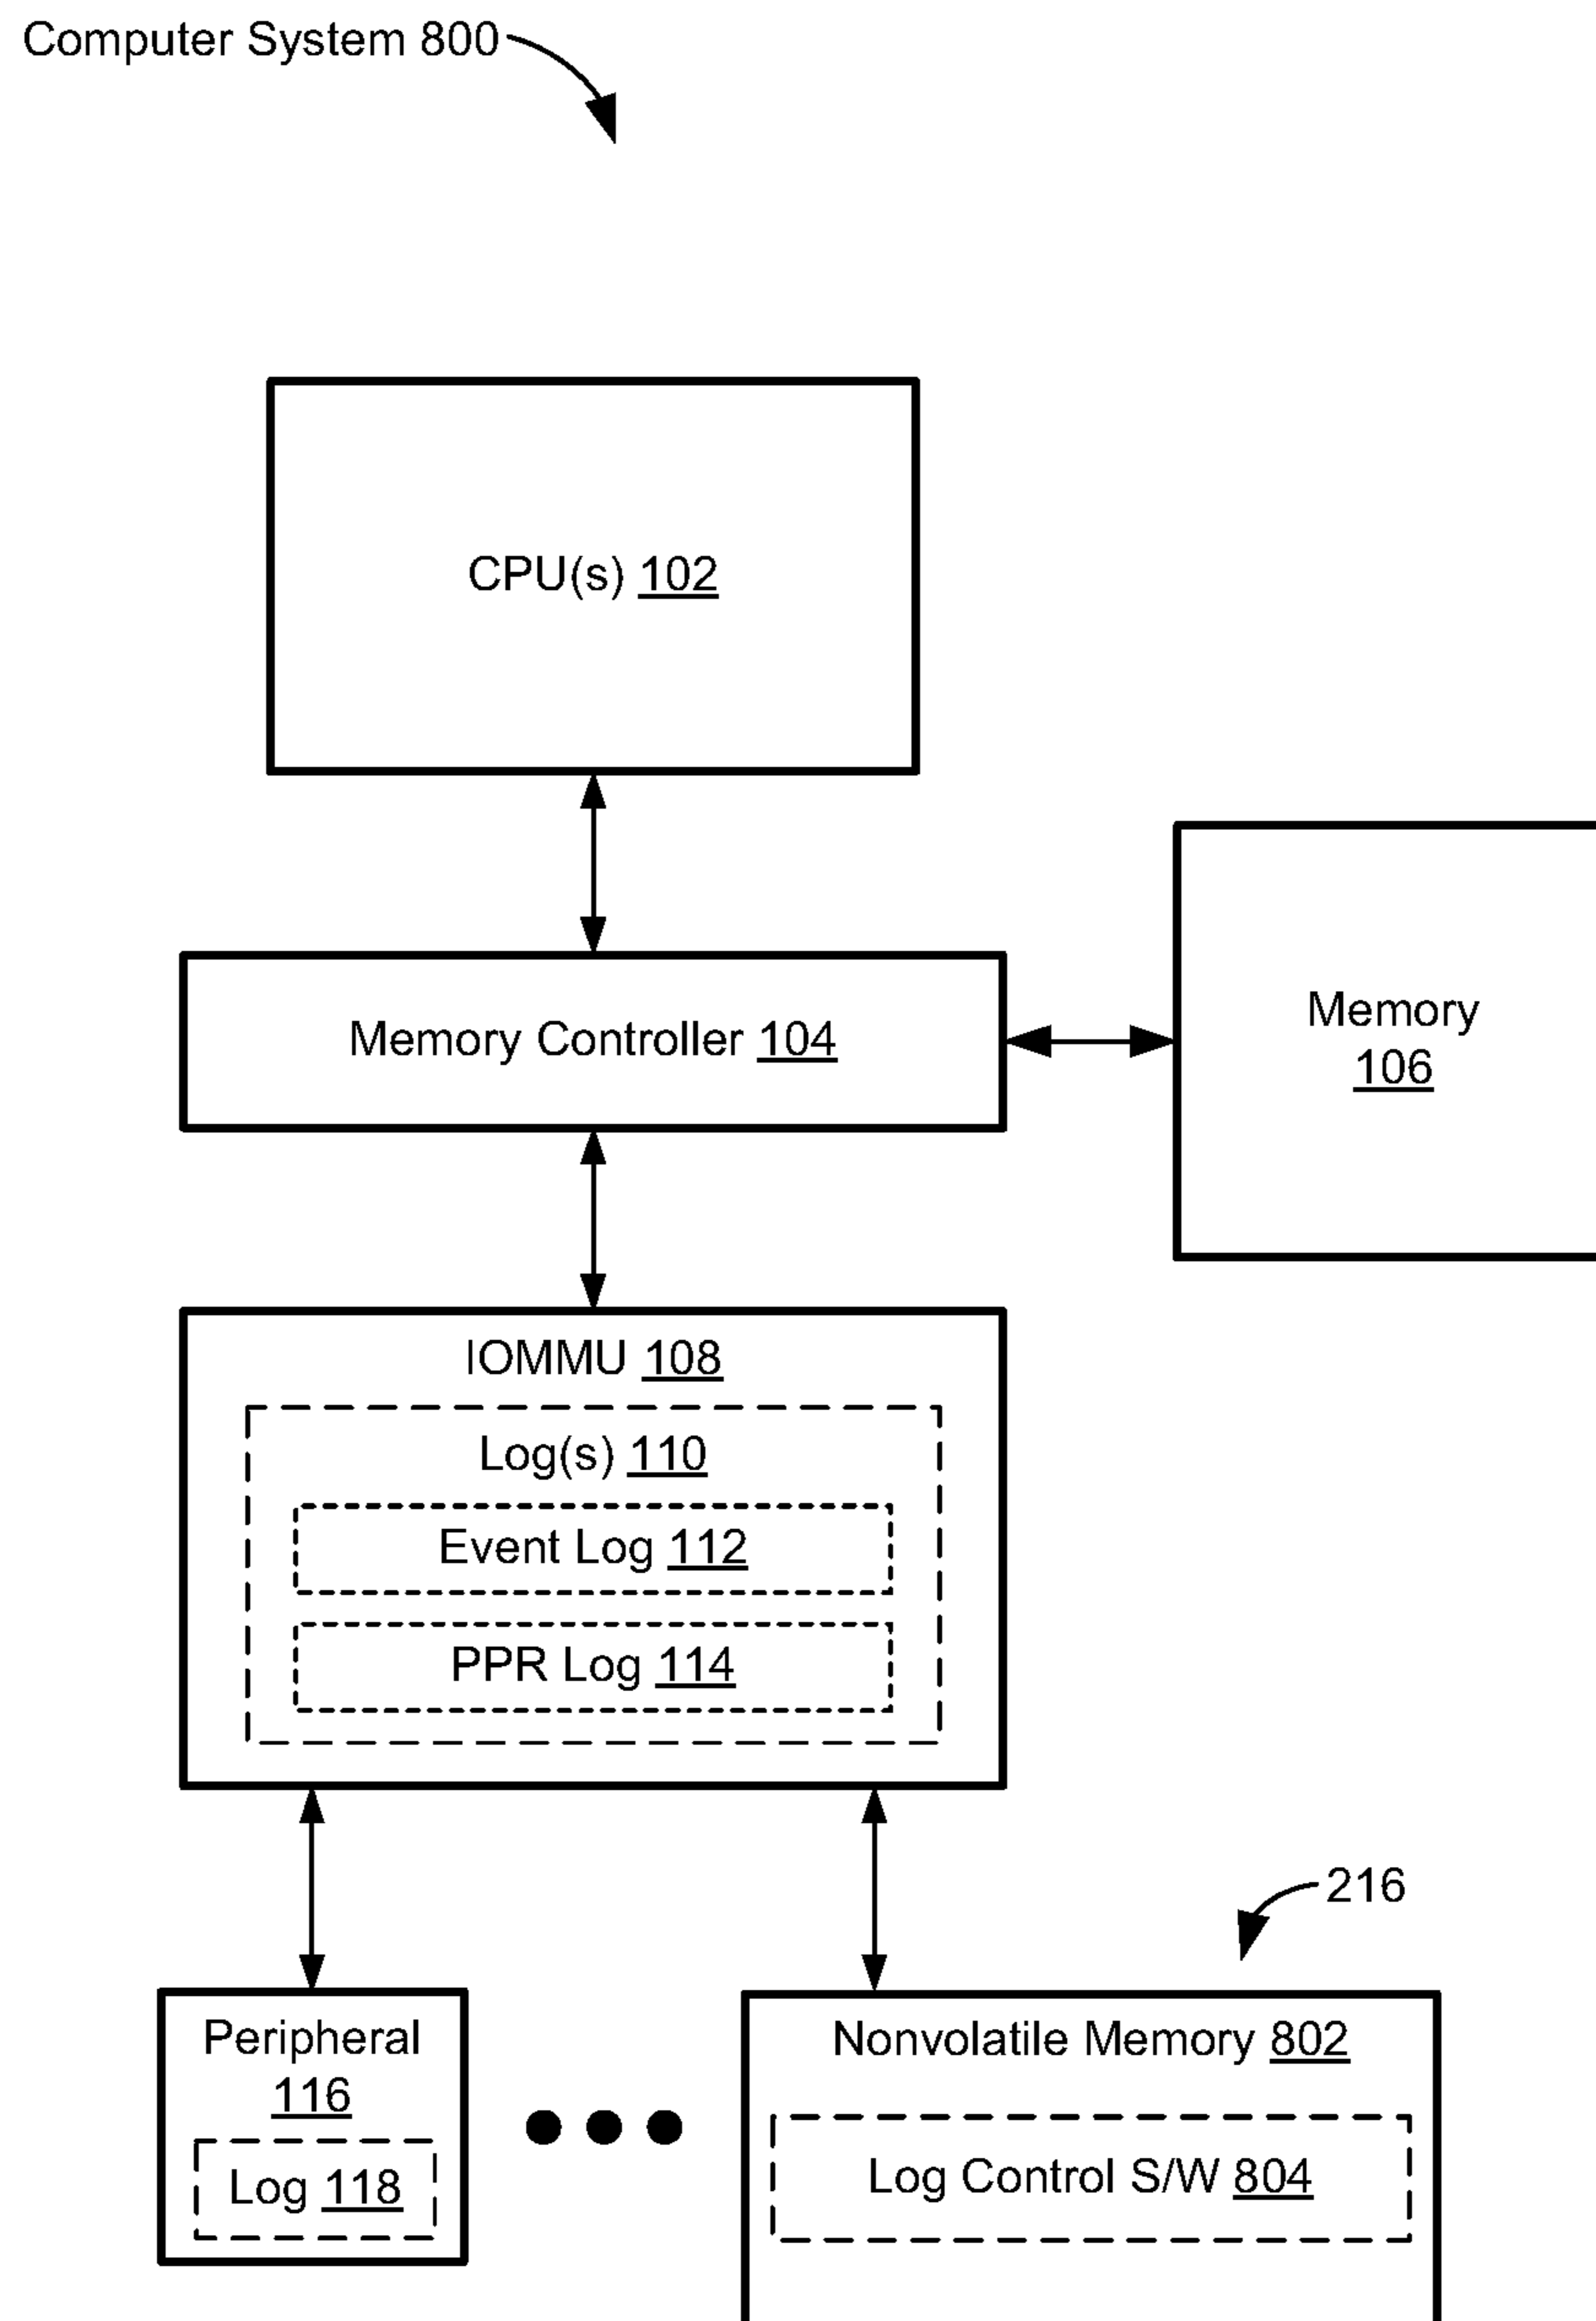 Computer System 800
CPU(s) 102
Memory Controller 104
Memory
106
IOMMU 108
Log(s) 110
Event Log 112
PPR Log 114
216
Peripheral
116
Log 118
Nonvolatile Memory 802
Log Control S/W 804